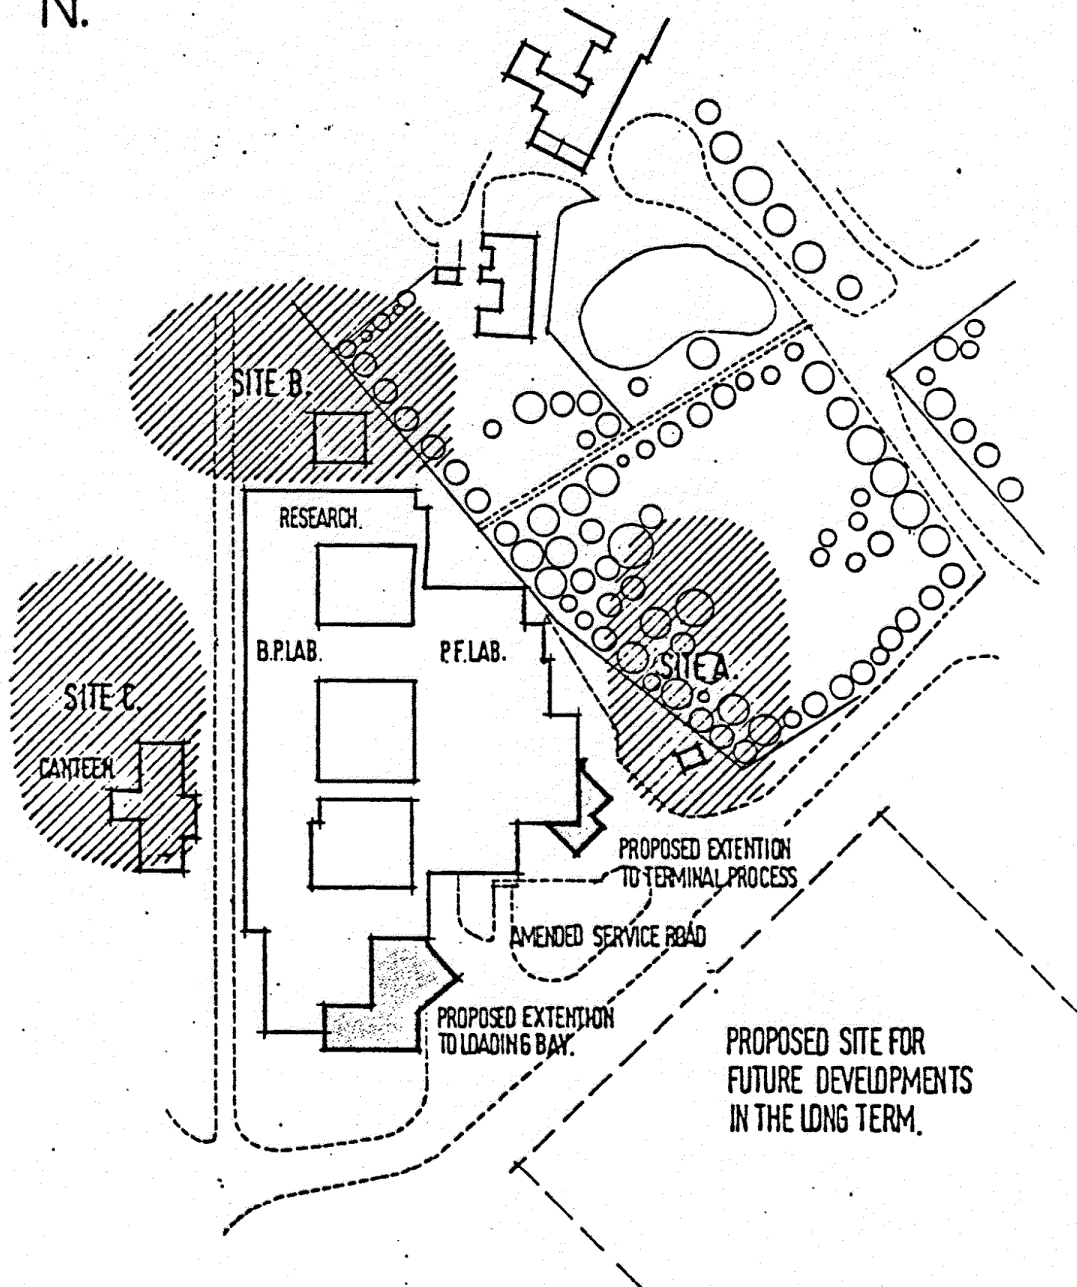 N.
SITE B.
RESEARCH.
B.P.LAB.
P.F.LAB.
SITE A.
SITE C.
CANTEEN
PROPOSED EXTENTION
TO TERMINAL PROCESS
AMENDED SERVICE ROAD
PROPOSED EXTENTION
TO LOADING BAY.
PROPOSED SITE FOR
FUTURE DEVELOPMENTS
IN THE LONG TERM.